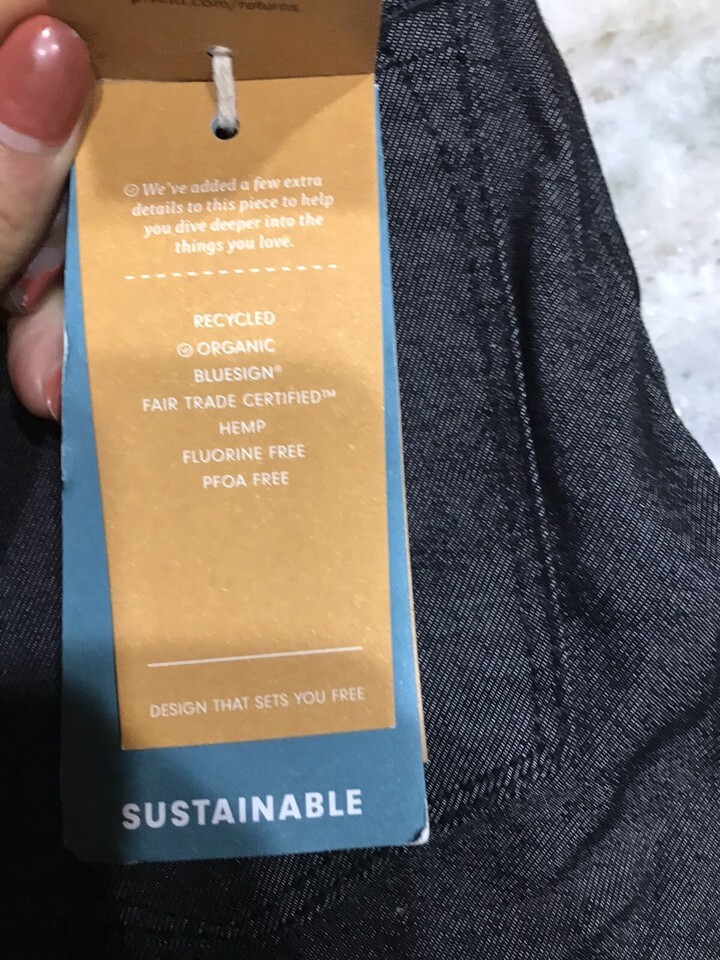 We've added a few extra
details to this piece to help
you dive deeper into the
things you love.
RECYCLED
ORGANIC
BLUESIGN®
FAIR TRADE CERTIFIED™
HEMP
FLUORINE FREE
PFOA FREE
DESIGN THAT SETS YOU FREE
SUSTAINABLE